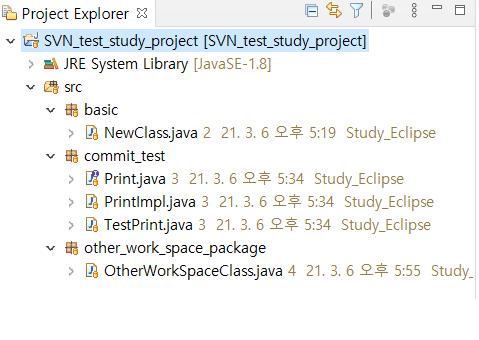 Project Explorer
SVN_test_study_project [SVN_test_study_project]
JRE System Library [JavaSE-1.8]
src
basic
NewClass.java 2 21. 3. 6 오후 5:19 Study_Eclipse
commit_test
Print.java 3 21. 3. 6 오후 5:34 Study_Eclipse
PrintImpl.java 3 21. 3. 6 오후 5:34 Study_Eclipse
TestPrint.java 3 21. 3. 6 오후 5:34 Study_Eclipse
other_work_space_package
OtherWorkSpaceClass.java 4 21. 3. 6 오후 5:55 Study_